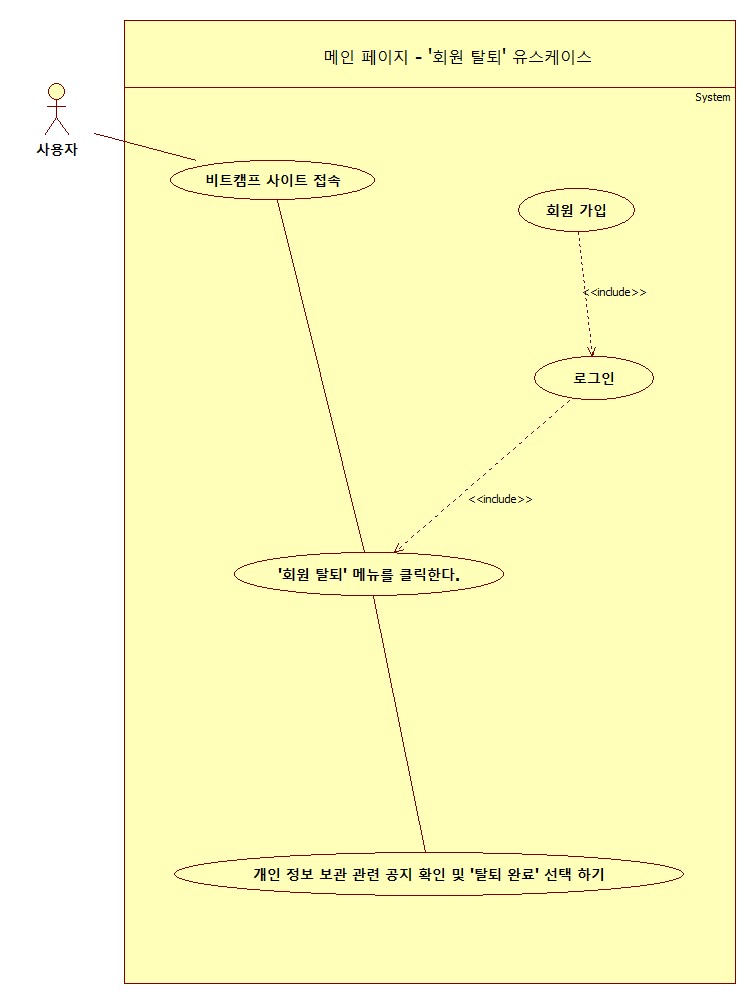 메인 페이지 - '회원 탈퇴' 유스케이스
System
사용자
비트캠프 사이트 접속
회원 가입
<<include>>
로그인
<<include>>
'회원 탈퇴' 메뉴를 클릭한다.
개인 정보 보관 관련 공지 확인 및 '탈퇴 완료' 선택 하기